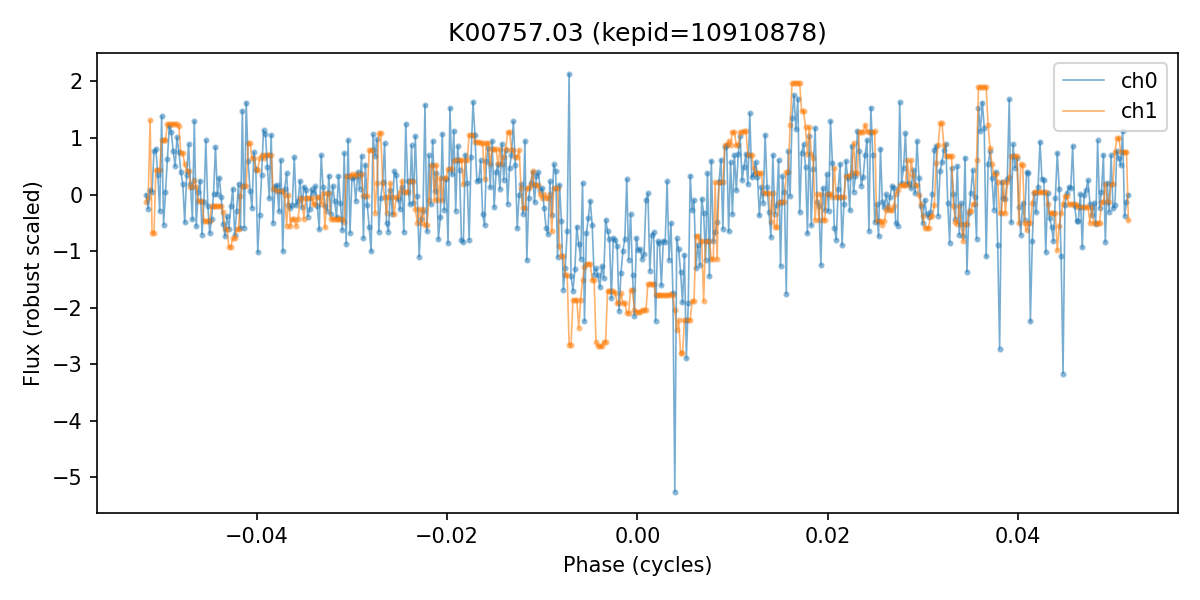 K00757.03 (kepid=10910878)
ch0
ch1
Flux (robust scaled)
2
1
0
−1
−2
−3
−4
−5
−0.04
−0.02
0.00
0.02
0.04
Phase (cycles)